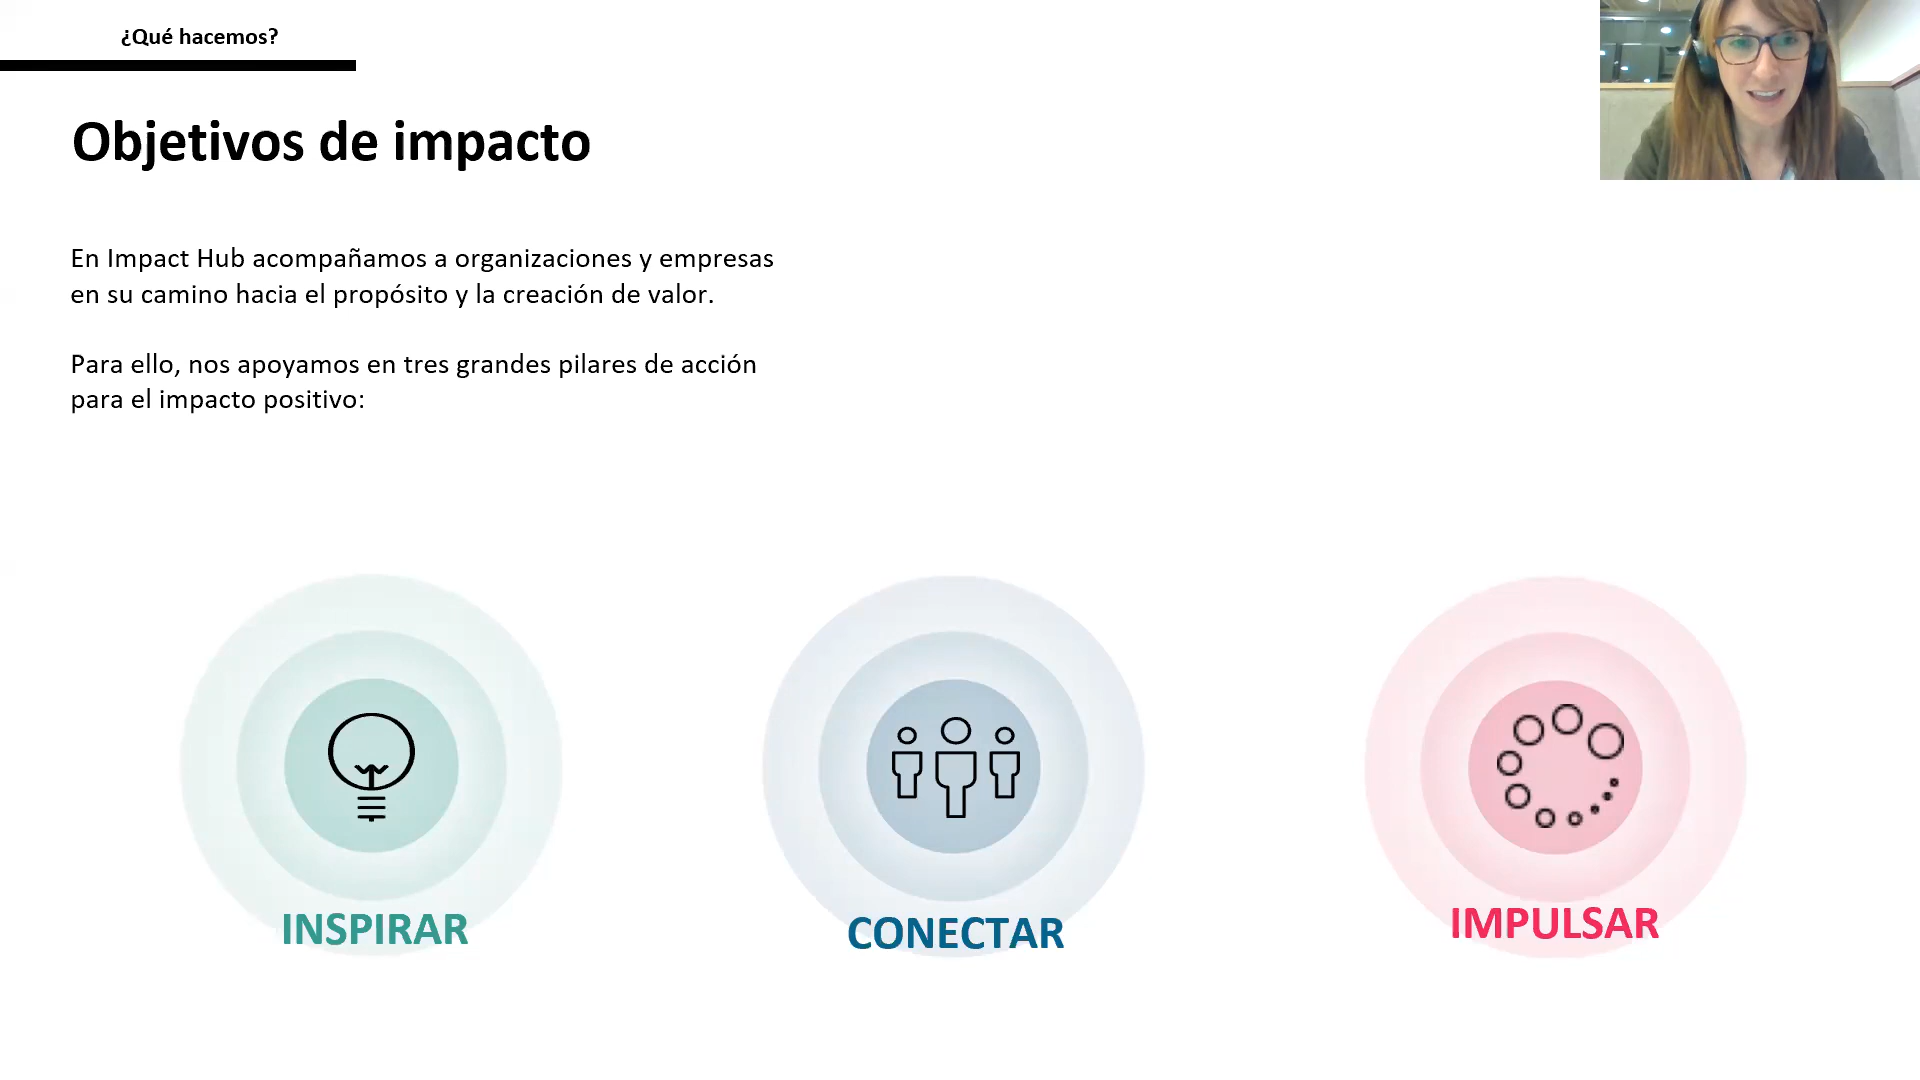 ¿Qué hacemos?
Objetivos de impacto
En Impact Hub acompañamos a organizaciones y empresas
en su camino hacia el propósito y la creación de valor.
Para ello, nos apoyamos en tres grandes pilares de acción
para el impacto positivo:
INSPIRAR
CONECTAR
IMPULSAR